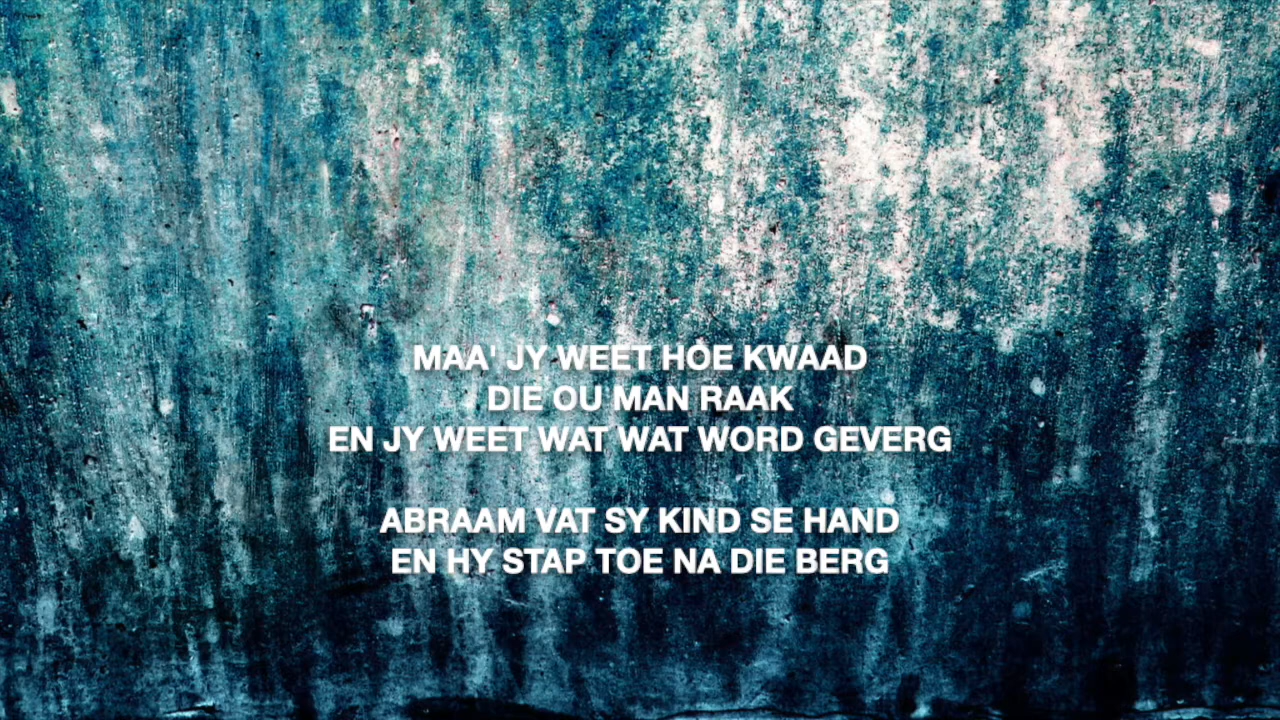 MAA' JY WEET HOE KWAAD
DIE OU MAN RAAK
EN JY WEET WAT WAT WORD GEVERG
ABRAAM VAT SY KIND SE HAND
EN HY STAP TOE NA DIE BERG